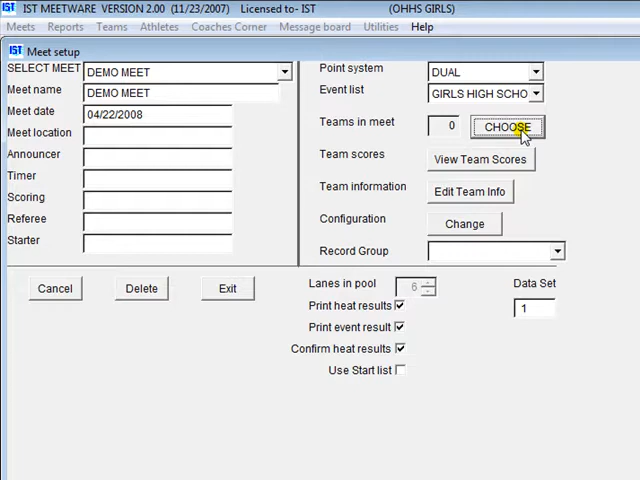 IST IST MEETWARE VERSION 2.00 (11/23/2007) Licensed to- IST (OHHS GIRLS)
Meets Reports Teams Athletes Coaches Corner Message board Utilities Help
IST Meet setup
SELECT MEET DEMO MEET
Meet name DEMO MEET
Meet date 04/22/2008
Meet location
Announcer
Timer
Scoring
Referee
Starter
Cancel Delete Exit
Point system DUAL
Event list GIRLS HIGH SCHO
Teams in meet 0 CHOOSE
Team scores View Team Scores
Team information Edit Team Info
Configuration Change
Record Group
Lanes in pool 6 Data Set
Print heat results 1
Print event result
Confirm heat results
Use Start list